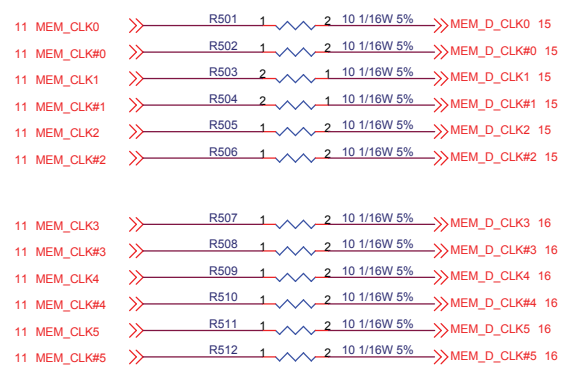 11 MEM_CLK0 R501 1 2 10 1/16W 5% MEM_D_CLK0 15
11 MEM_CLK#0 R502 1 2 10 1/16W 5% MEM_D_CLK#0 15
11 MEM_CLK1 R503 2 1 10 1/16W 5% MEM_D_CLK1 15
11 MEM_CLK#1 R504 2 1 10 1/16W 5% MEM_D_CLK#1 15
11 MEM_CLK2 R505 1 2 10 1/16W 5% MEM_D_CLK2 15
11 MEM_CLK#2 R506 1 2 10 1/16W 5% MEM_D_CLK#2 15
11 MEM_CLK3 R507 1 2 10 1/16W 5% MEM_D_CLK3 16
11 MEM_CLK#3 R508 1 2 10 1/16W 5% MEM_D_CLK#3 16
11 MEM_CLK4 R509 1 2 10 1/16W 5% MEM_D_CLK4 16
11 MEM_CLK#4 R510 1 2 10 1/16W 5% MEM_D_CLK#4 16
11 MEM_CLK5 R511 1 2 10 1/16W 5% MEM_D_CLK5 16
11 MEM_CLK#5 R512 1 2 10 1/16W 5% MEM_D_CLK#5 16